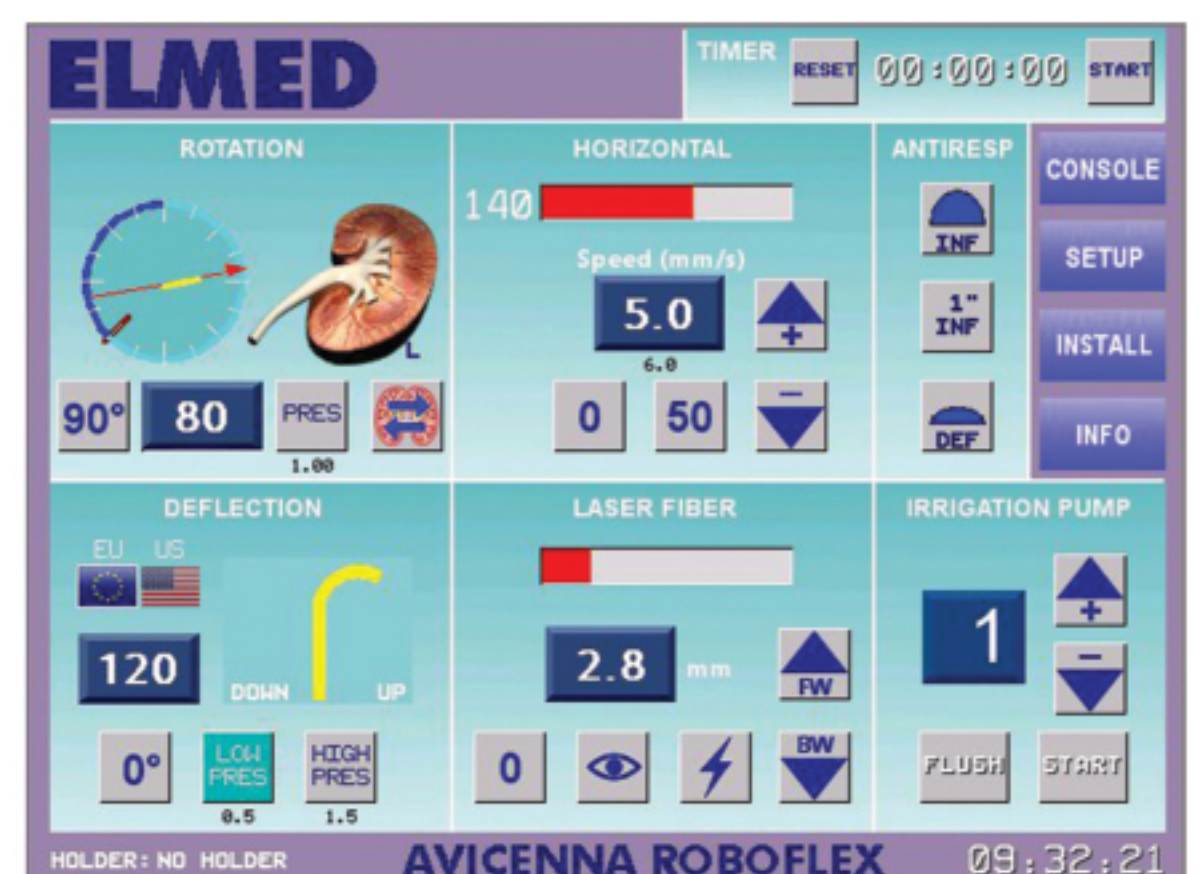 ELMED
TIMER RESET 00:00:00 START
ROTATION
L
90° 80 PRES
1.00
HORIZONTAL
140
Speed (mm/s)
5.0 +
6.0
0 50 −
ANTIRESP
INF
1"
INF
DEF
CONSOLE
SETUP
INSTALL
INFO
DEFLECTION
EU US
120
DOWN UP
0° LOW PRES HIGH PRES
0.5 1.5
LASER FIBER
2.8 mm FW
0 BW
IRRIGATION PUMP
1 +
−
FLUSH START
HOLDER: NO HOLDER AVICENNA ROBOFLEX 09:32:21